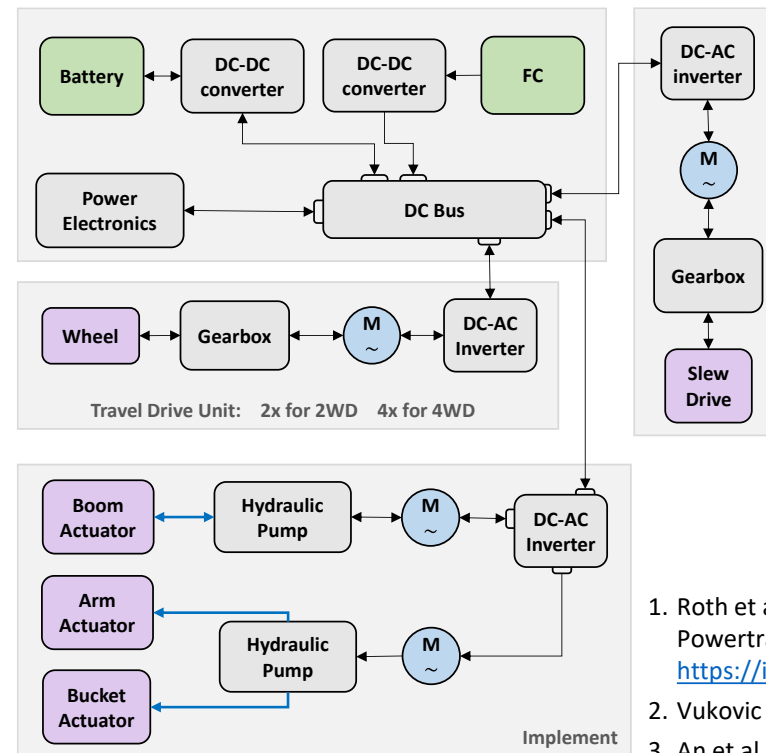 Battery
DC-DC
converter
DC-DC
converter
FC
Power
Electronics
DC Bus
Wheel
Gearbox
M
~
DC-AC
Inverter
Travel Drive Unit: 2x for 2WD 4x for 4WD
DC-AC
inverter
M
~
Gearbox
Slew
Drive
Boom
Actuator
Hydraulic
Pump
M
~
DC-AC
Inverter
Arm
Actuator
Hydraulic
Pump
M
~
Bucket
Actuator
Implement
1. Roth et a
Powertra
https://i
2. Vukovic
3. An et al